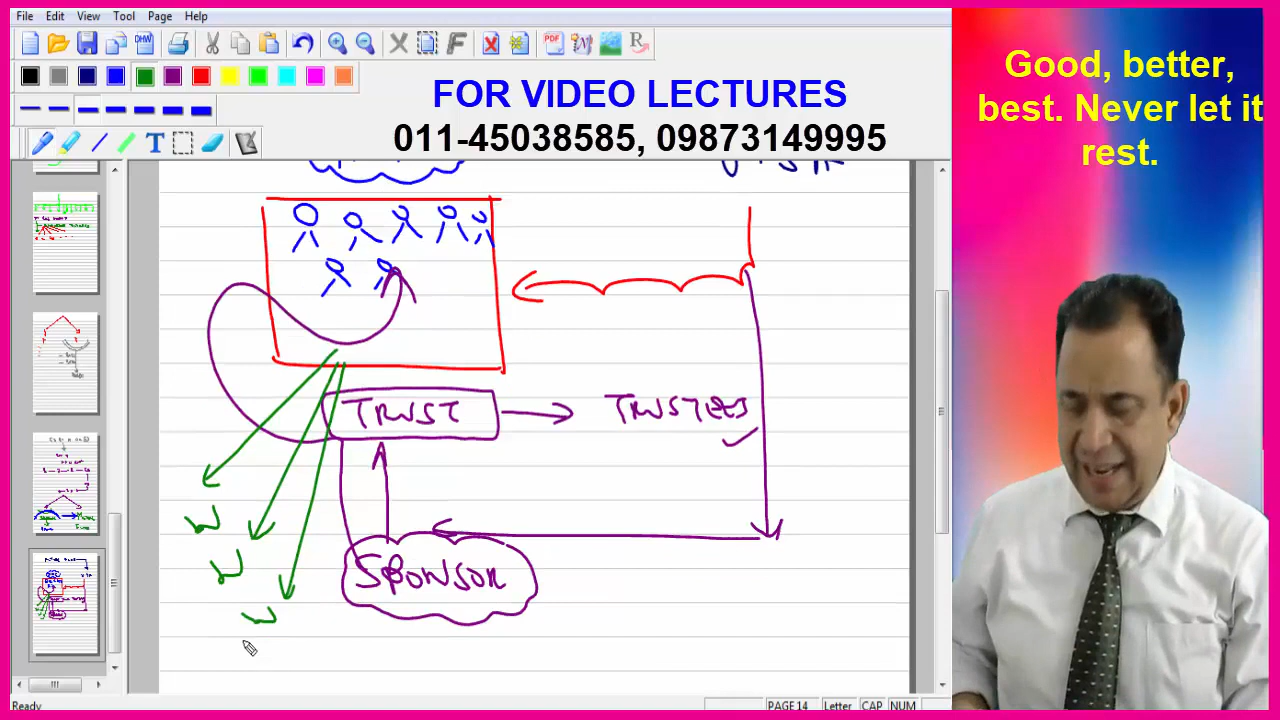 File Edit View Tool Page Help
FOR VIDEO LECTURES
011-45038585, 09873149995
Good, better,
best. Never let it
rest.
TRUST
TRUSTEES
SPONSOR
W
W
W
Ready
PAGE 14 Letter CAP NUM